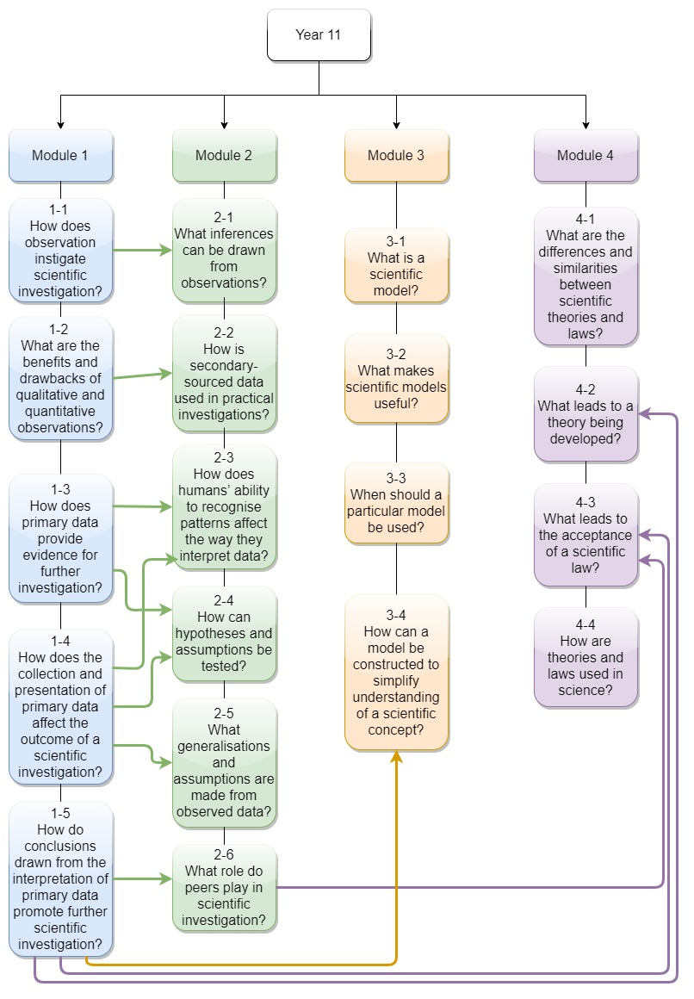 Year 11
Module 1
Module 2
Module 3
Module 4
1-1
How does
observation
instigate
scientific
investigation?
1-2
What are the
benefits and
drawbacks of
qualitative and
quantitative
observations?
1-3
How does
primary data
provide
evidence for
further
investigation?
1-4
How does the
collection and
presentation of
primary data
affect the
outcome of a
scientific
investigation?
1-5
How do
conclusions
drawn from the
interpretation of
primary data
promote further
scientific
investigation?
2-1
What inferences
can be drawn
from
observations?
2-2
How is
secondary-
sourced data
used in practical
investigations?
2-3
How does
humans’ ability
to recognise
patterns affect
the way they
interpret data?
2-4
How can
hypotheses and
assumptions be
tested?
2-5
What
generalisations
and
assumptions are
made from
observed data?
2-6
What role do
peers play in
scientific
investigation?
3-1
What is a
scientific
model?
3-2
What makes
scientific models
useful?
3-3
When should a
particular model
be used?
3-4
How can a
model be
constructed to
simplify
understanding
of a scientific
concept?
4-1
What are the
differences and
similarities
between
scientific
theories and
laws?
4-2
What leads to a
theory being
developed?
4-3
What leads to
the acceptance
of a scientific
law?
4-4
How are
theories and
laws used in
science?